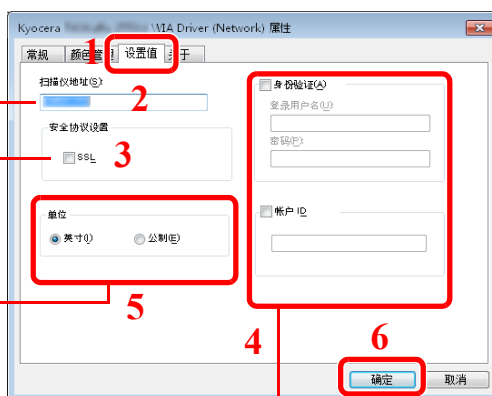 Kyocera WIA Driver (Network) 属性
常规 颜色管理 设置值 关于
1
扫描仪地址(S):
2
安全协议设置
SSL
3
单位
英寸(I) 公制(E)
5
身份验证(A)
登录用户名(U):
密码(P):
帐户 ID
4
6
确定 取消